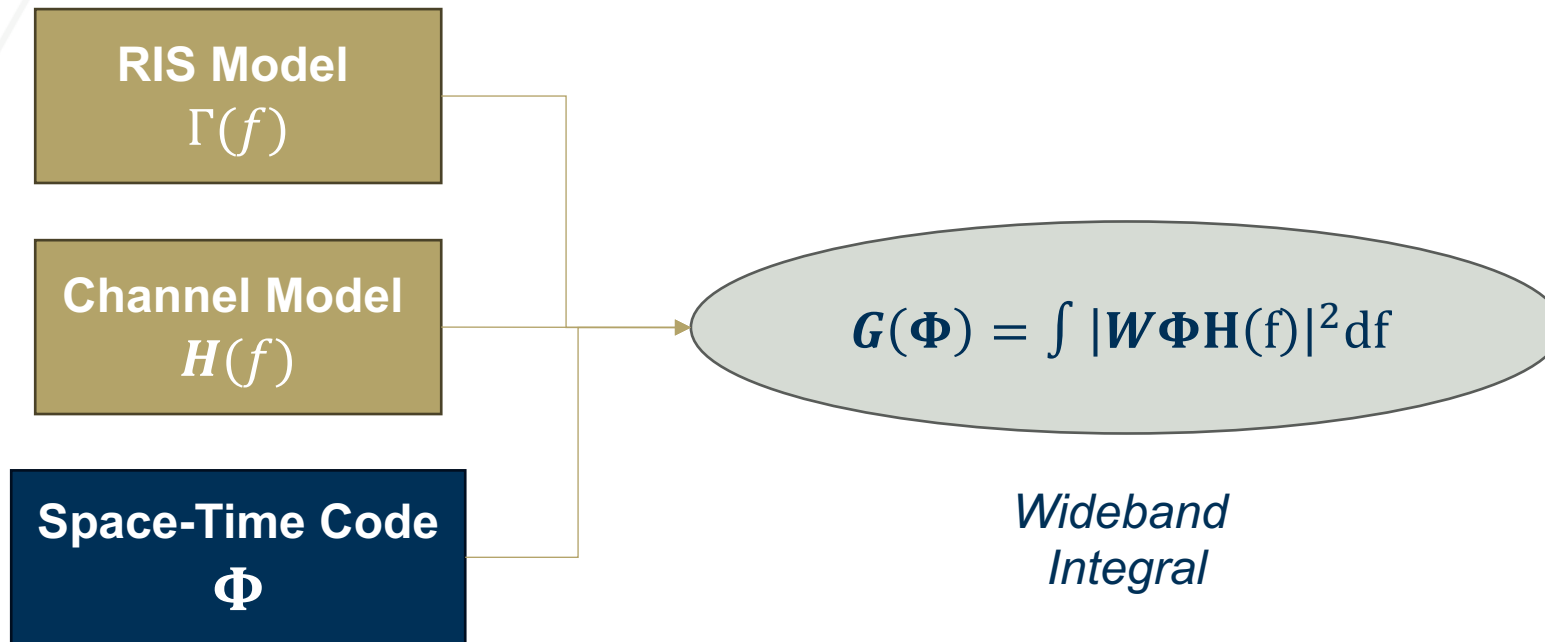 RIS Model
Γ(f)
Channel Model
H(f)
Space-Time Code
Φ
G(Φ) = ∫ |WΦH(f)|²df
Wideband
Integral